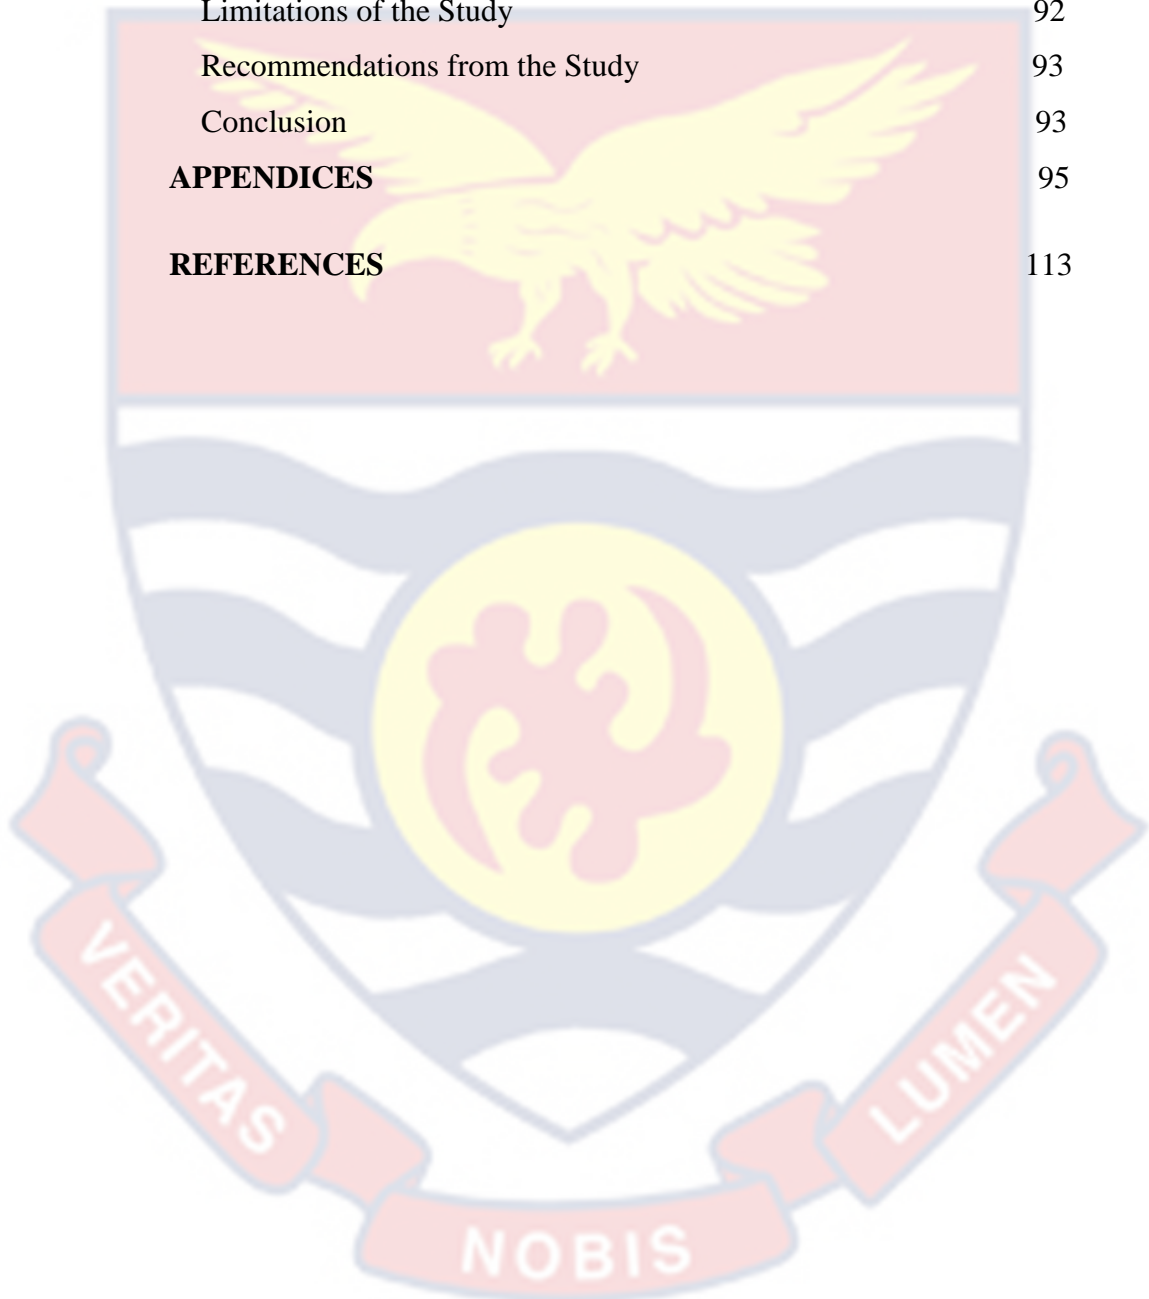 Limitations of the Study 92
Recommendations from the Study 93
Conclusion 93
APPENDICES 95
REFERENCES 113
VERITAS
NOBIS
LUMEN